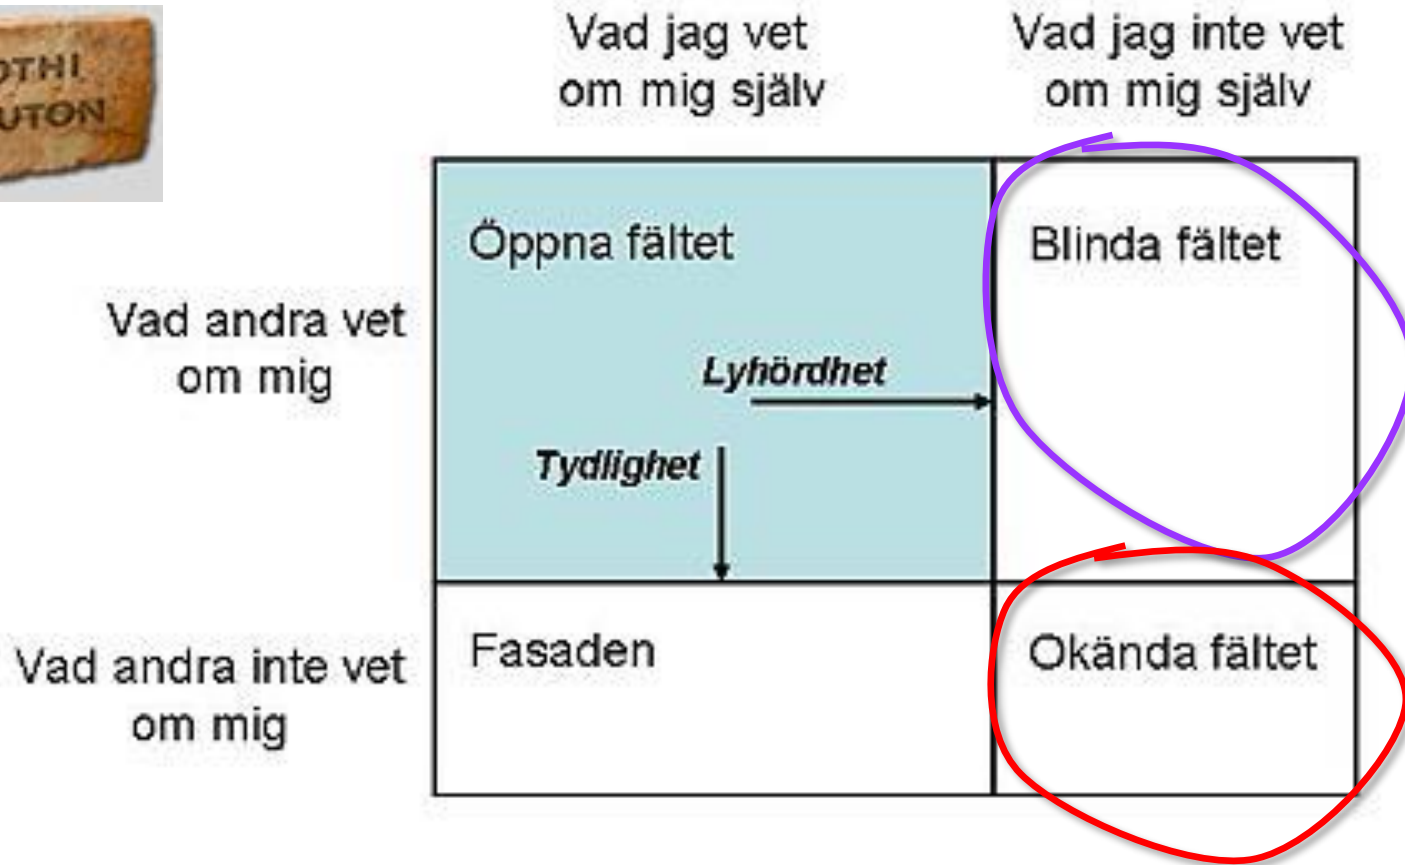 UTON
Vad jag vet
om mig själv
Vad jag inte vet
om mig själv
Vad andra vet
om mig
Öppna fältet
Lyhördhet
Tydlighet
Blinda fältet
Vad andra inte vet
om mig
Fasaden
Okända fältet